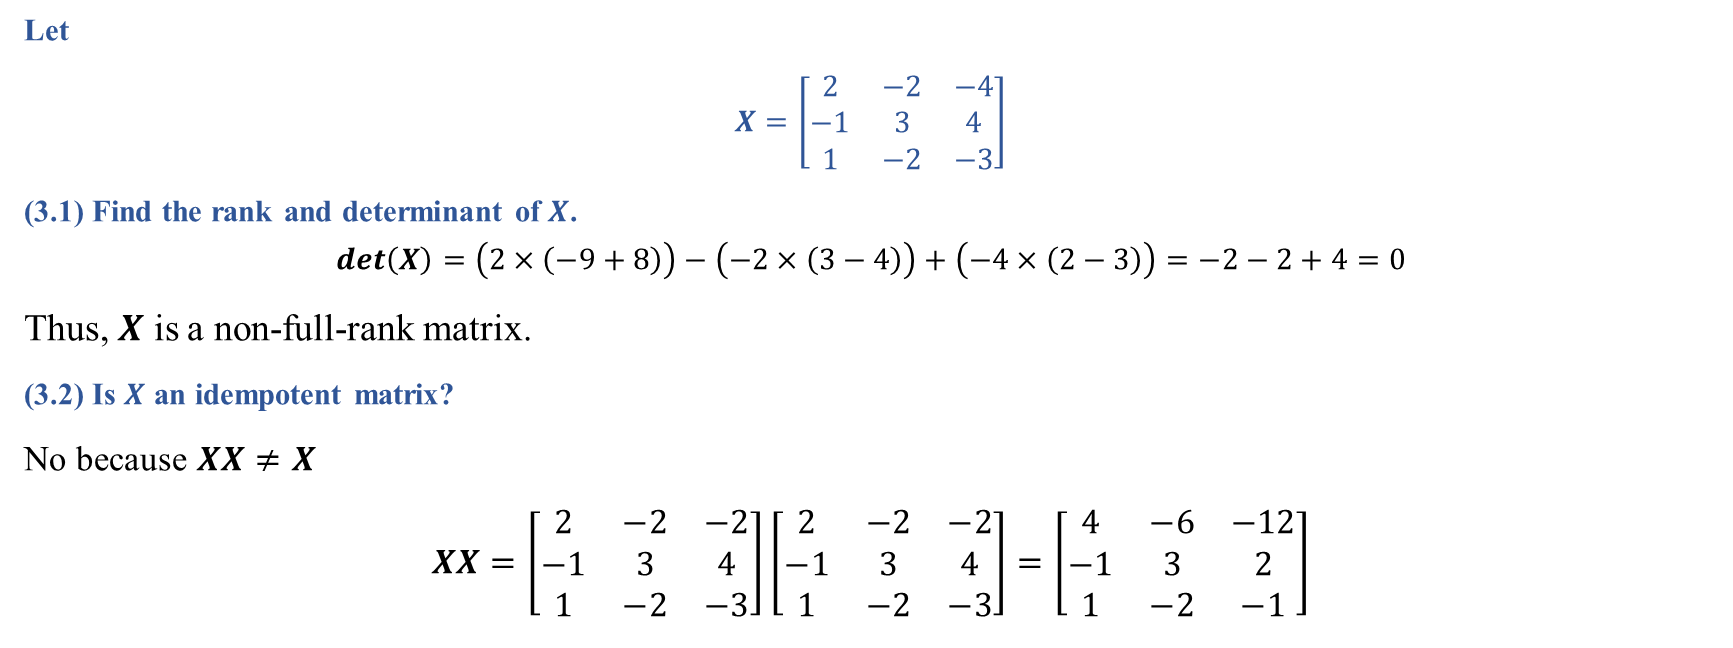 Let
X = [ 2 −2 −4
−1 3 4
1 −2 −3 ]
(3.1) Find the rank and determinant of X.
det(X) = (2 × (−9 + 8)) − (−2 × (3 − 4)) + (−4 × (2 − 3)) = −2 − 2 + 4 = 0
Thus, X is a non-full-rank matrix.
(3.2) Is X an idempotent matrix?
No because XX ≠ X
XX = [ 2 −2 −2 ] [ 2 −2 −2 ] = [ 4 −6 −12 ]
[ −1 3 4 ] [ −1 3 4 ] [ −1 3 2 ]
[ 1 −2 −3 ] [ 1 −2 −3 ] [ 1 −2 −1 ]